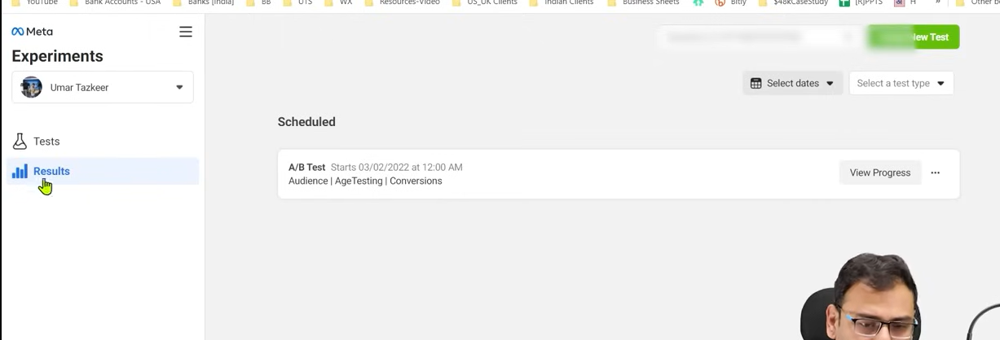 YouTube Bank Accounts - USA Banks [India] BB UTS WX Resources-Video US_UK Clients Indian Clients Business Sheets Bitly $48kCaseStudy [R]PPTS H » Other b
Meta
Experiments
Umar Tazkeer
Tests
Results
New Test
Select dates
Select a test type
Scheduled
A/B Test Starts 03/02/2022 at 12:00 AM
Audience | AgeTesting | Conversions
View Progress